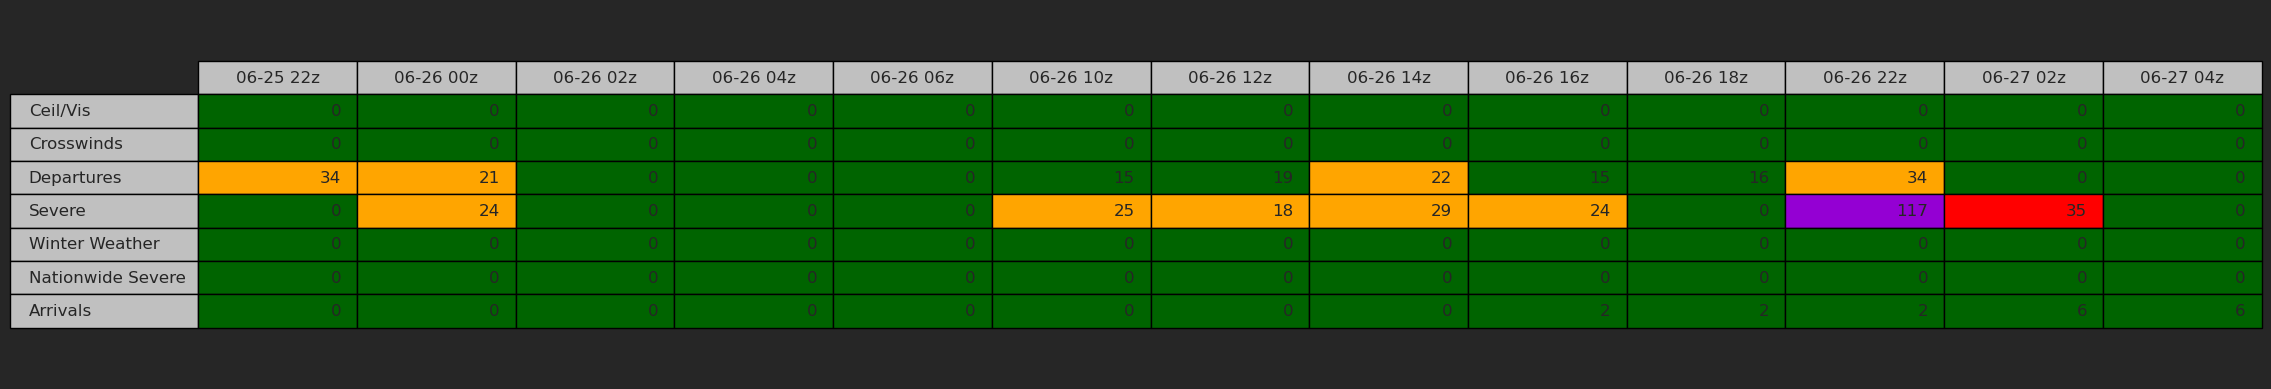 06-25 22z 06-26 00z 06-26 02z 06-26 04z 06-26 06z 06-26 10z 06-26 12z 06-26 14z 06-26 16z 06-26 18z 06-26 22z 06-27 02z 06-27 04z
Ceil/Vis 0 0 0 0 0 0 0 0 0 0 0 0 0
Crosswinds 0 0 0 0 0 0 0 0 0 0 0 0 0
Departures 34 21 0 0 0 15 19 22 15 16 34 0 0
Severe 0 24 0 0 0 25 18 29 24 0 117 35 0
Winter Weather 0 0 0 0 0 0 0 0 0 0 0 0 0
Nationwide Severe 0 0 0 0 0 0 0 0 0 0 0 0 0
Arrivals 0 0 0 0 0 0 0 0 2 2 2 6 6